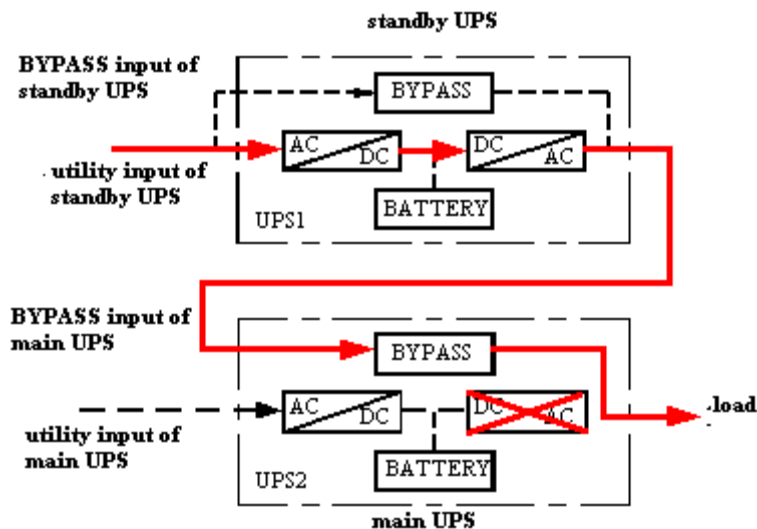 standby UPS
BYPASS input of
standby UPS
BYPASS
AC
DC
DC
AC
utility input of
standby UPS
BATTERY
UPS1
BYPASS input of
main UPS
BYPASS
AC
DC
DC
AC
load
utility input of
main UPS
BATTERY
UPS2
main UPS